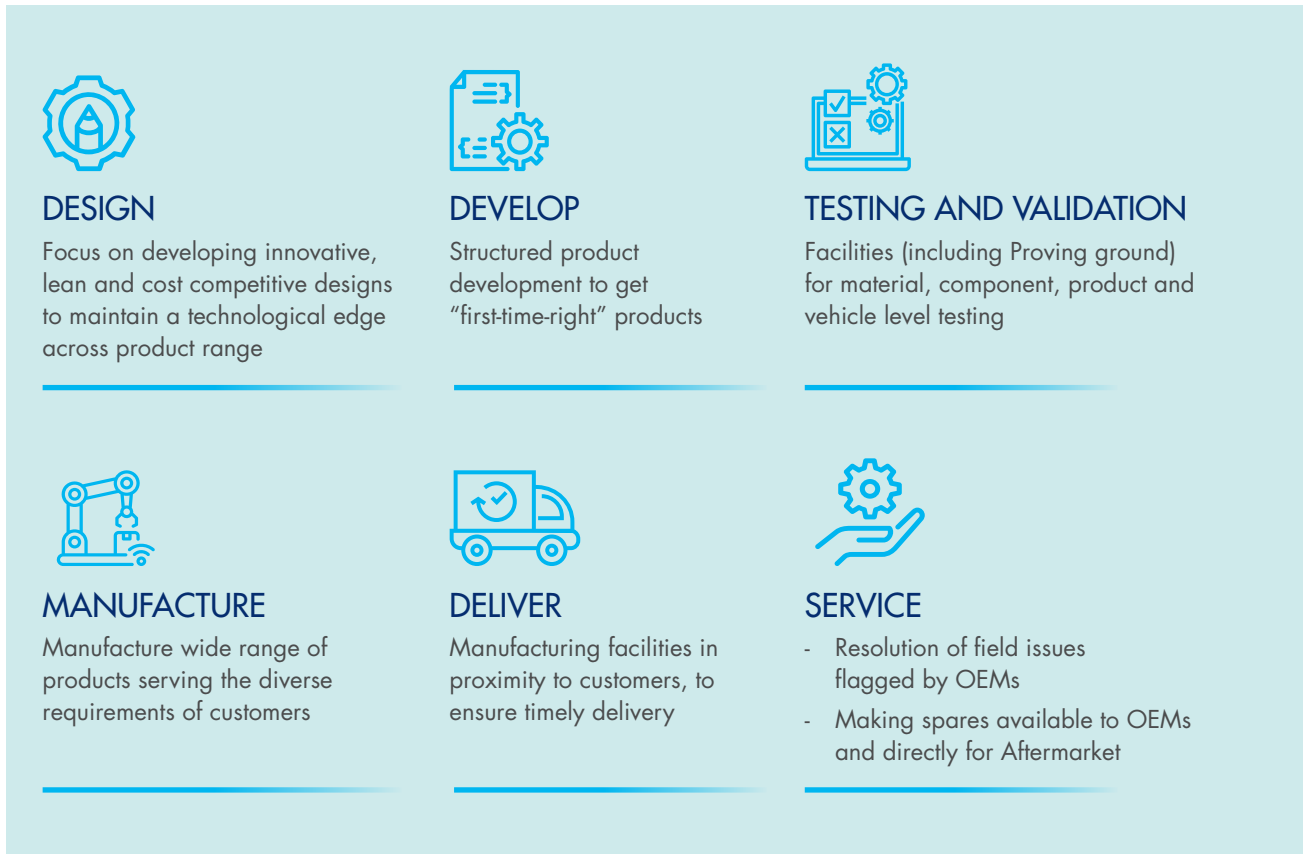 DESIGN
Focus on developing innovative,
lean and cost competitive designs
to maintain a technological edge
across product range
DEVELOP
Structured product
development to get
“first-time-right” products
TESTING AND VALIDATION
Facilities (including Proving ground)
for material, component, product and
vehicle level testing
MANUFACTURE
Manufacture wide range of
products serving the diverse
requirements of customers
DELIVER
Manufacturing facilities in
proximity to customers, to
ensure timely delivery
SERVICE
- Resolution of field issues
flagged by OEMs
- Making spares available to OEMs
and directly for Aftermarket